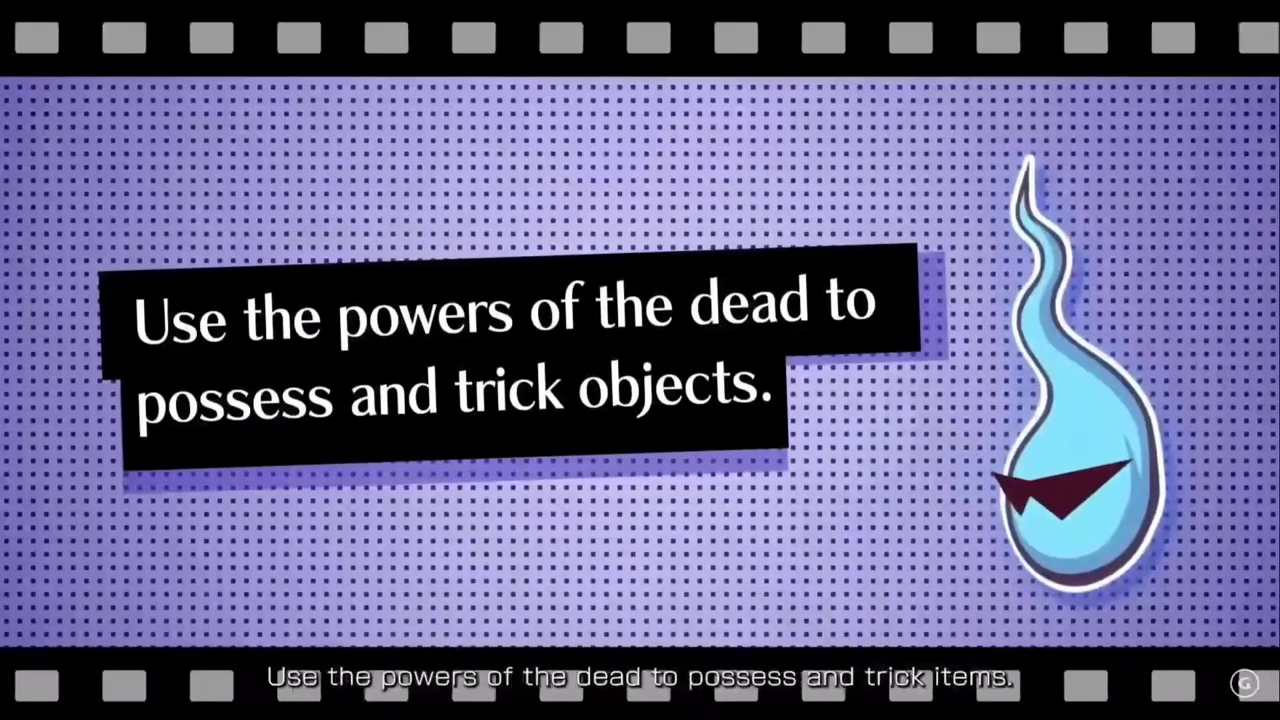 Use the powers of the dead to
possess and trick objects.
Use the powers of the dead to possess and trick items.
G